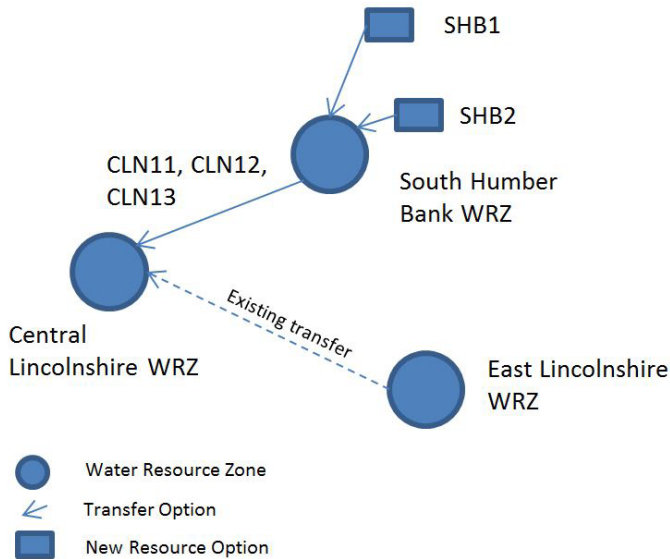 SHB1
SHB2
CLN11, CLN12,
CLN13
South Humber
Bank WRZ
Existing transfer
Central
Lincolnshire WRZ
East Lincolnshire
WRZ
Water Resource Zone
Transfer Option
New Resource Option